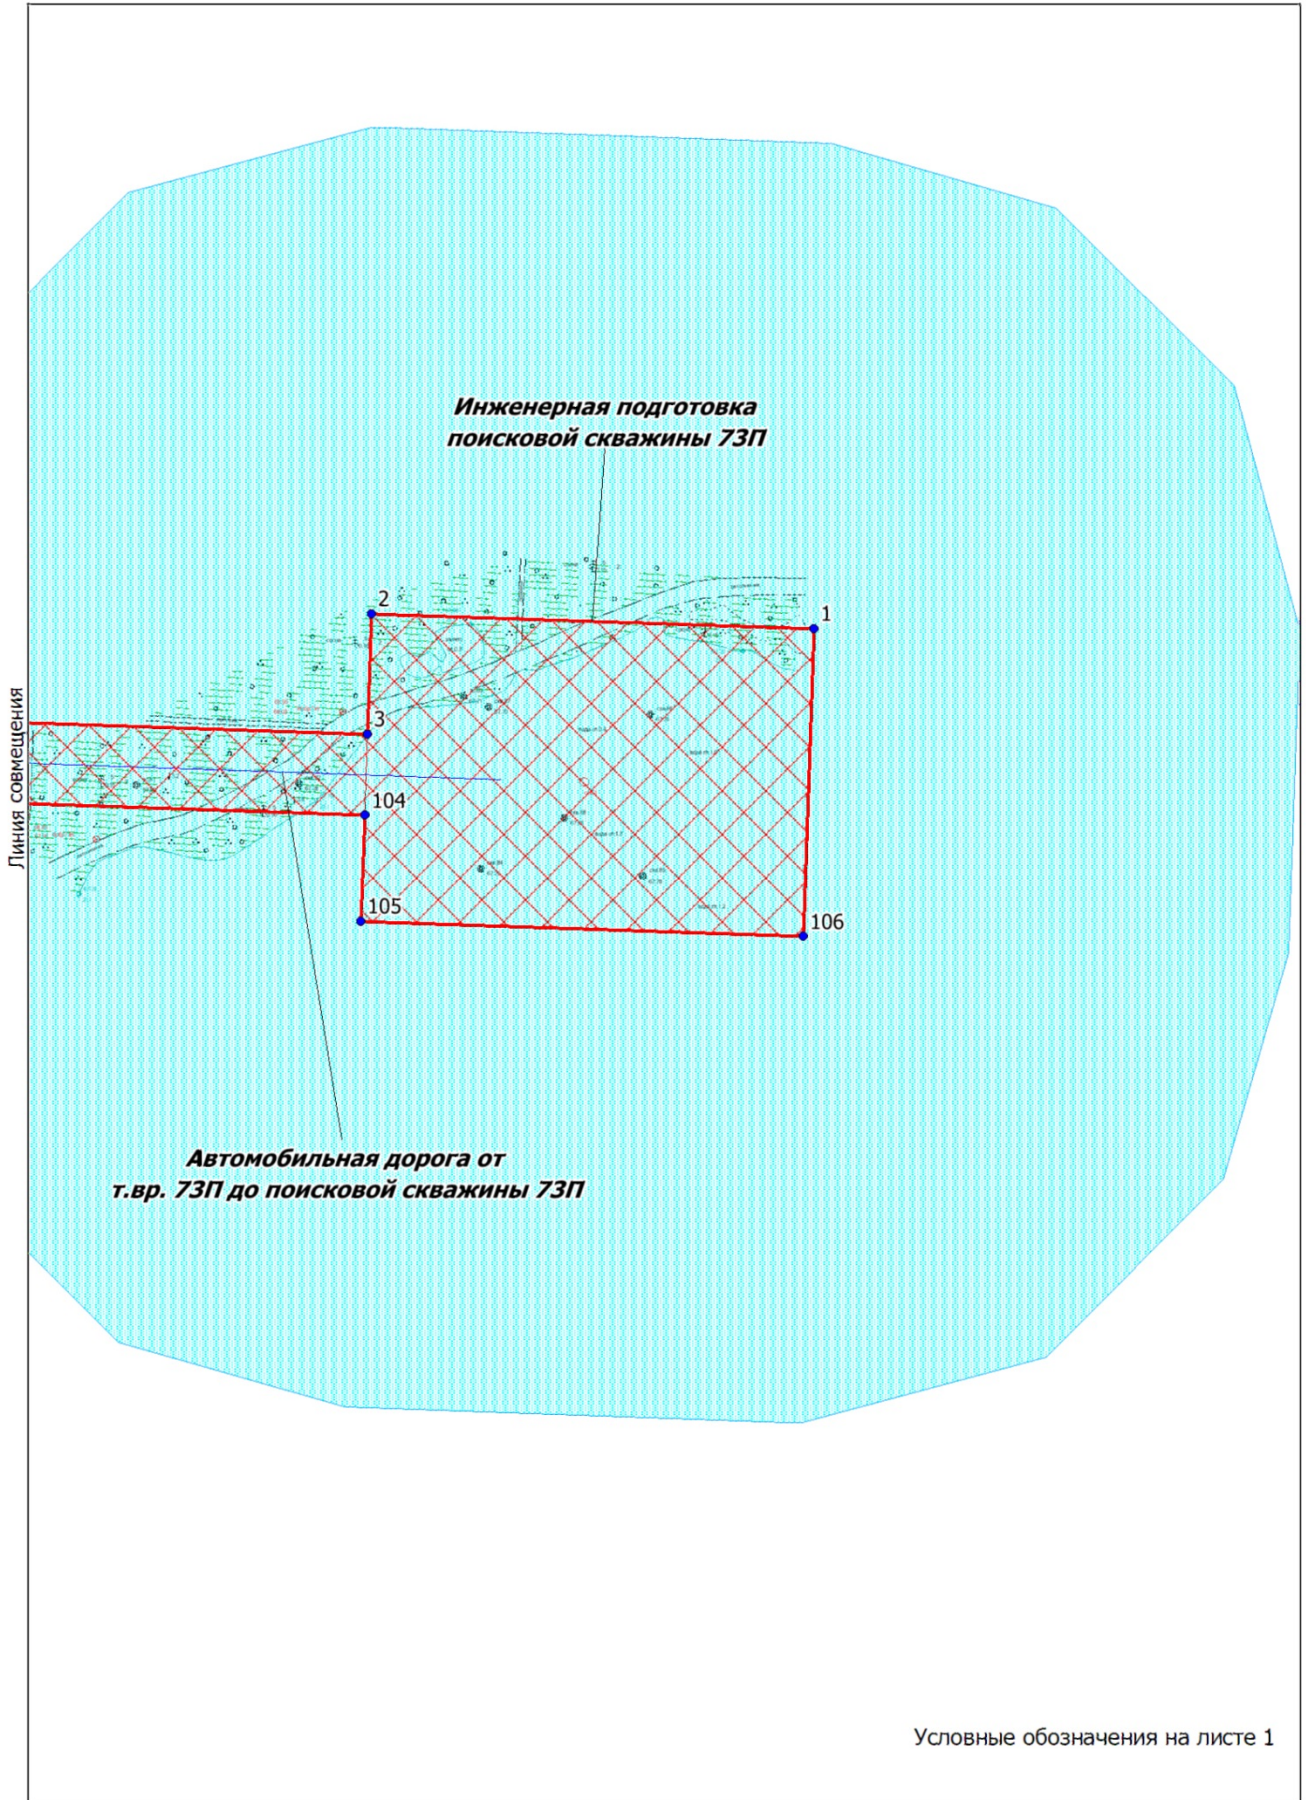 Инженерная подготовка
поисковой скважины 73П
2
1
3
Линия совмещения
104
105
106
Автомобильная дорога от
т.вр. 73П до поисковой скважины 73П
Условные обозначения на листе 1